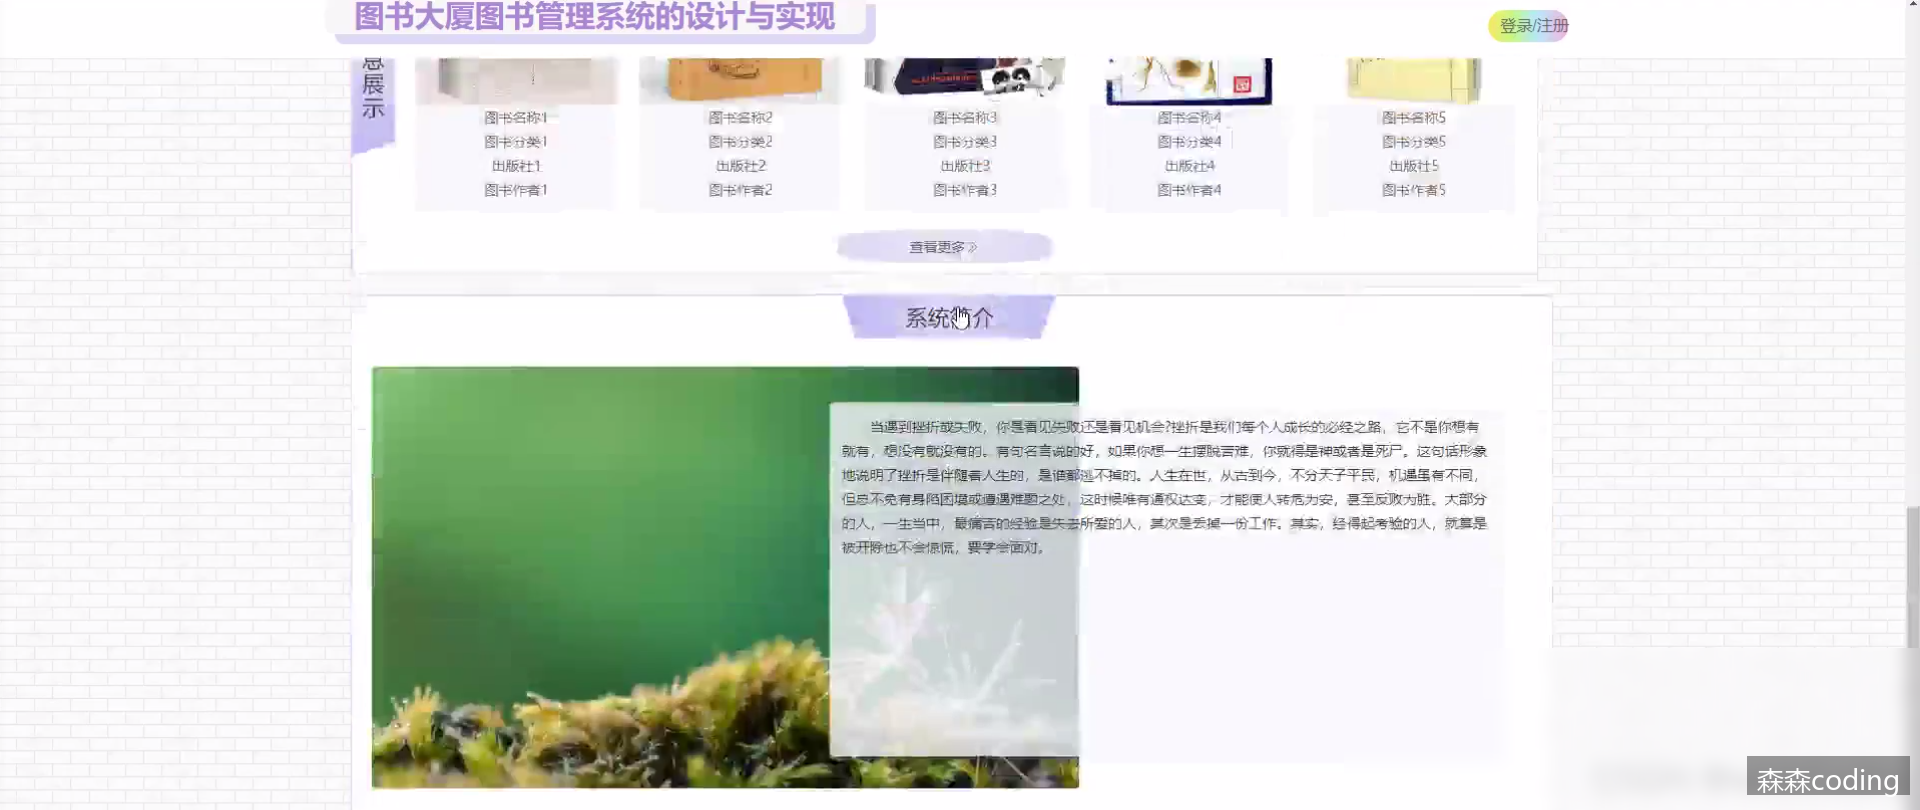 图书大厦图书管理系统的设计与实现
登录/注册
息展示
图书名称1
图书分类1
出版社1
图书作者1
图书名称2
图书分类2
出版社2
图书作者2
图书名称3
图书分类3
出版社3
图书作者3
图书名称4
图书分类4
出版社4
图书作者4
图书名称5
图书分类5
出版社5
图书作者5
查看更多》
系统简介
当遇到挫折或失败，你是看见失败还是看见机会?挫折是我们每个人成长的必经之路，它不是你想有
就有，想没有就没有的。有句名言说的好，如果你想一生摆脱苦难，你就得是神或者是死尸。这句话形象
地说明了挫折是伴随着人生的，是谁都逃不掉的。人生在世，从古到今，不分天子平民，机遇虽有不同，
但总不免有身陷困境或遭遇难题之处，这时候唯有通权达变，才能使人转危为安，甚至反败为胜。大部分
的人，一生当中，最痛苦的经验是失去所爱的人，其次是丢掉一份工作。其实，经得起考验的人，就算是
被开除也不会惊慌，要学会面对。
森森coding